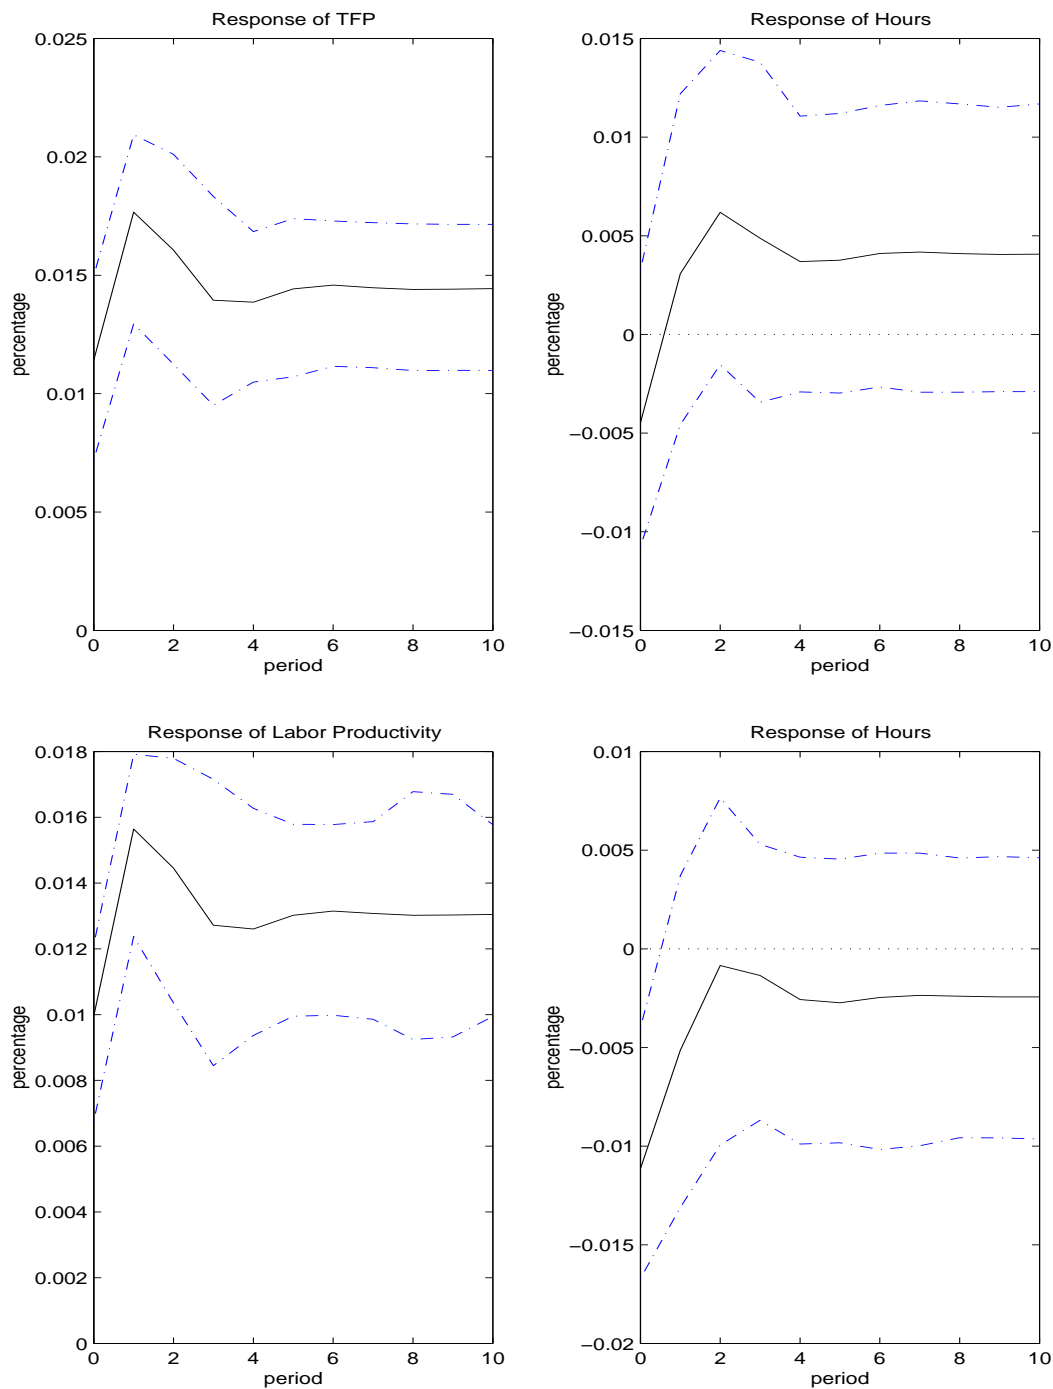 Response of TFP
0.025
0.02
0.015
0.01
0.005
0
percentage
0 2 4 6 8 10
period
Response of Hours
0.015
0.01
0.005
0
−0.005
−0.01
−0.015
percentage
0 2 4 6 8 10
period
Response of Labor Productivity
0.018
0.016
0.014
0.012
0.01
0.008
0.006
0.004
0.002
0
percentage
0 2 4 6 8 10
period
Response of Hours
0.01
0.005
0
−0.005
−0.01
−0.015
−0.02
percentage
0 2 4 6 8 10
period